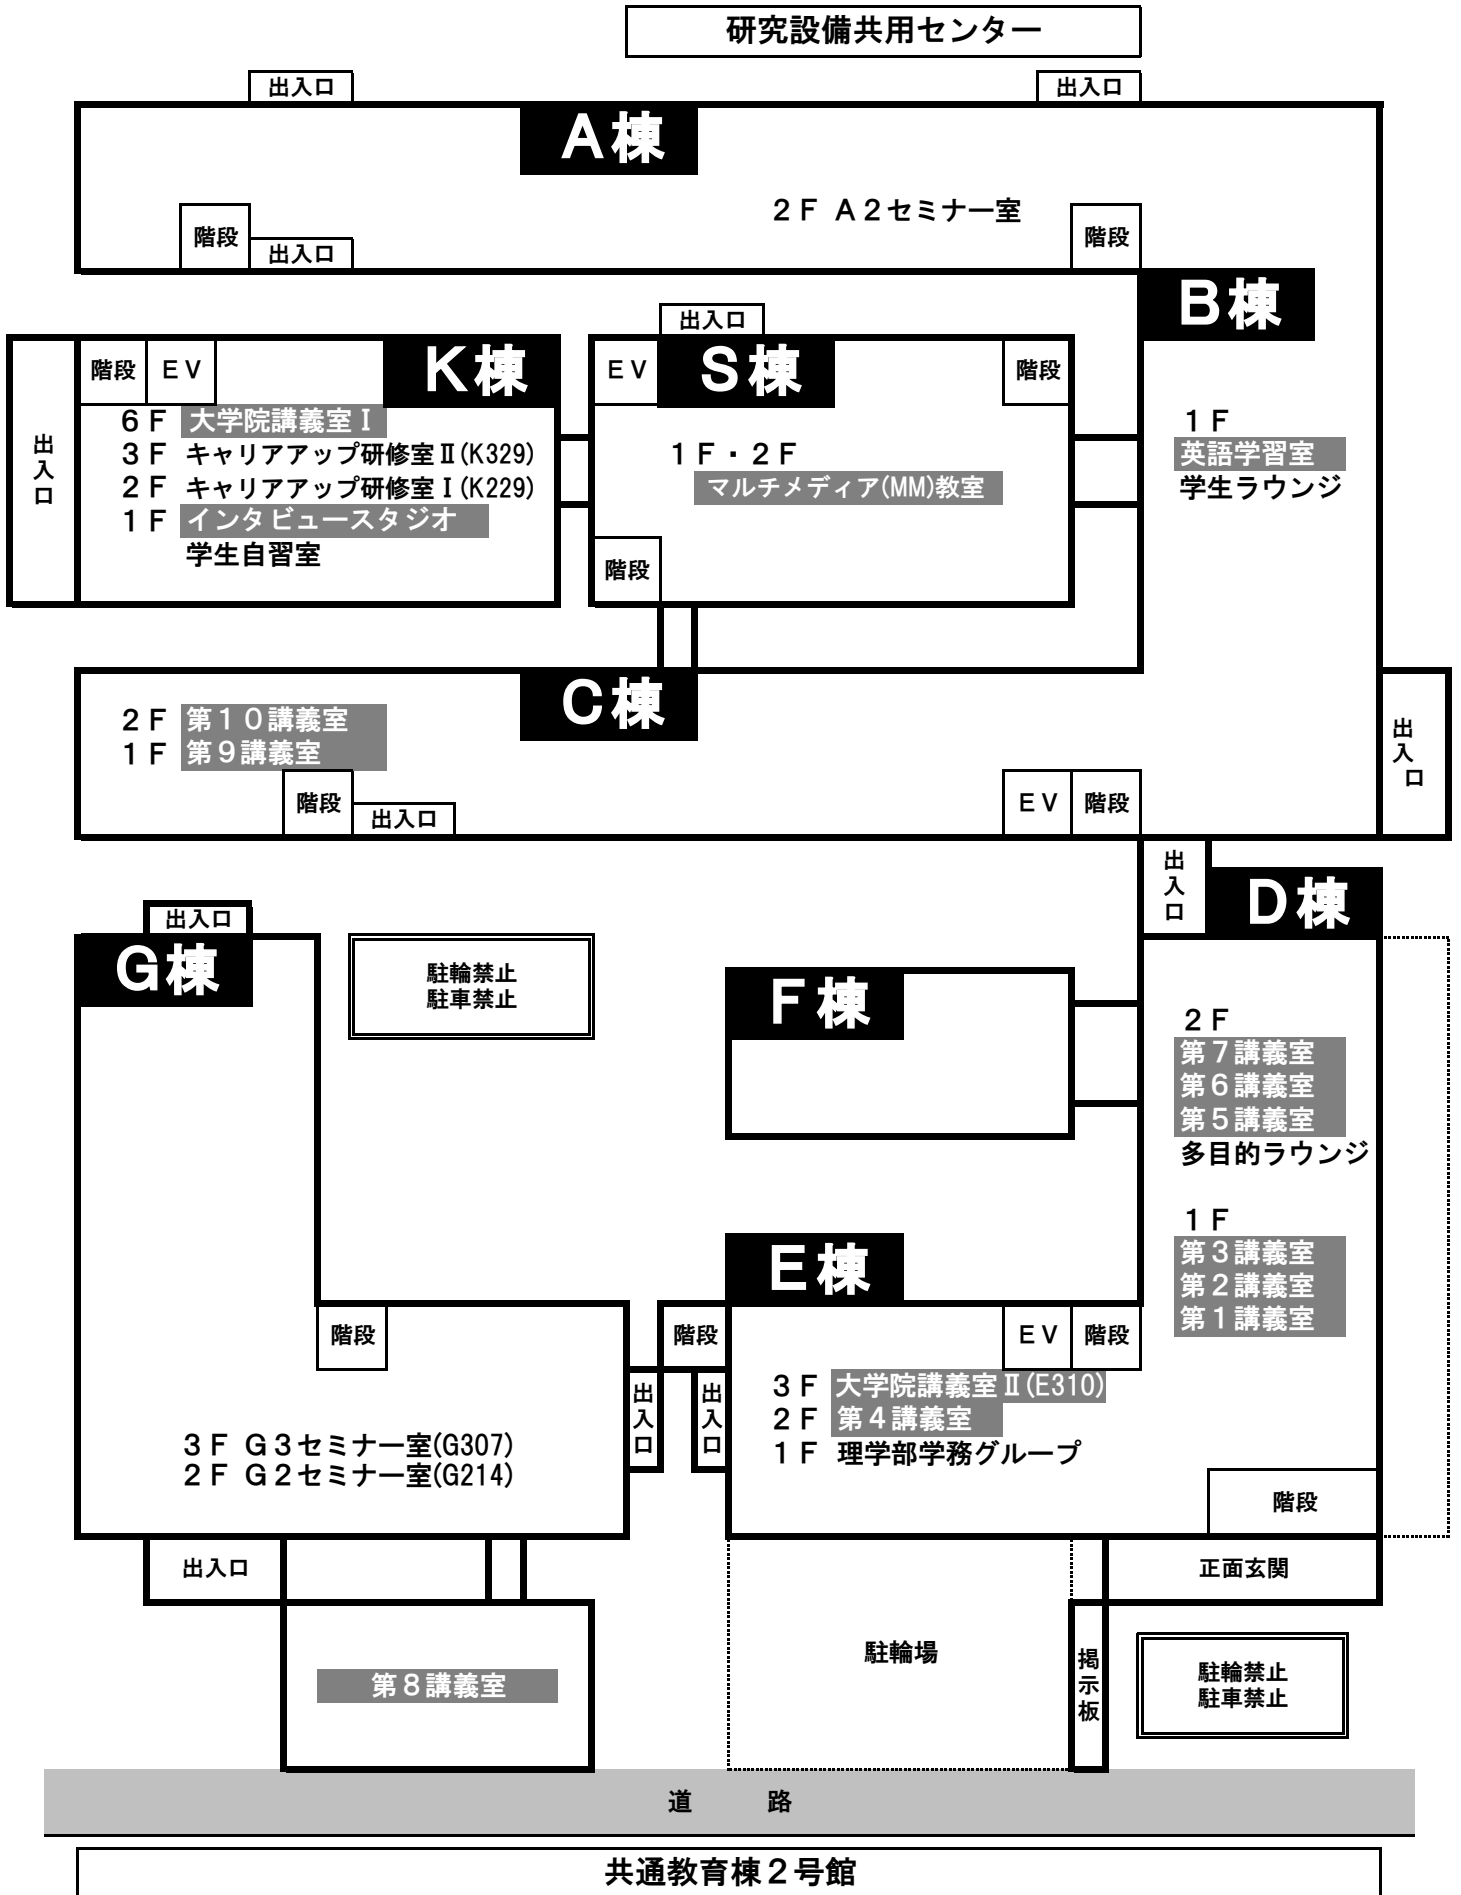 研究設備共用センター
出入口
出入口
A棟
2F A2セミナー室
階段
出入口
階段
B棟
出入口
階段
EV
K棟
EV
S棟
階段
6F 大学院講義室Ⅰ
3F キャリアアップ研修室Ⅱ(K329)
2F キャリアアップ研修室Ⅰ(K229)
1F インタビュースタジオ
学生自習室
出入口
1F・2F
マルチメディア(MM)教室
階段
1F
英語学習室
学生ラウンジ
C棟
2F 第10講義室
1F 第9講義室
階段
出入口
EV
階段
出入口
出入口
D棟
出入口
G棟
駐輪禁止
駐車禁止
F棟
2F
第7講義室
第6講義室
第5講義室
多目的ラウンジ
1F
第3講義室
第2講義室
第1講義室
E棟
階段
階段
EV
階段
出入口
出入口
3F 大学院講義室Ⅱ(E310)
2F 第4講義室
1F 理学部学務グループ
3F G3セミナー室(G307)
2F G2セミナー室(G214)
階段
出入口
正面玄関
駐輪場
掲示板
駐輪禁止
駐車禁止
第8講義室
道 路
共通教育棟2号館